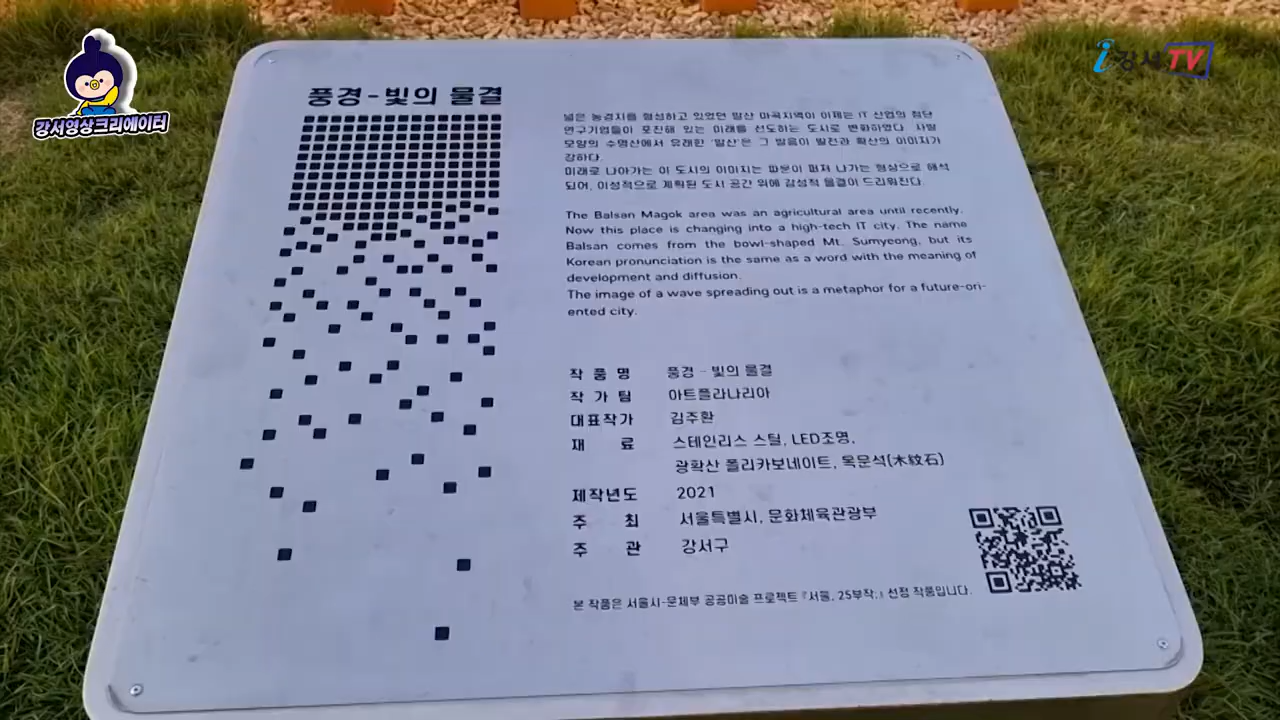 강서영상크리에이터
i강서TV
풍경-빛의 물결
넓은 농경지를 형성하고 있었던 발산 마곡지역이 이제는 IT 산업의 첨단
연구기업들이 포진해 있는 미래를 선도하는 도시로 변화하였다. 사발
모양의 수명산에서 유래한 '발산'은 그 발음이 발전과 확산의 이미지가
강하다.
미래로 나아가는 이 도시의 이미지는 파문이 퍼져 나가는 형상으로 해석
되어, 이성적으로 계획된 도시 공간 위에 감성적 물결이 드리워진다.
The Balsan Magok area was an agricultural area until recently.
Now this place is changing into a high-tech IT city. The name
Balsan comes from the bowl-shaped Mt. Sumyeong, but its
Korean pronunciation is the same as a word with the meaning of
development and diffusion.
The image of a wave spreading out is a metaphor for a future-ori-
ented city.
작 품 명 풍경 - 빛의 물결
작 가 팀 아트플라나리아
대표작가 김주환
재 료 스테인리스 스틸, LED조명,
광확산 폴리카보네이트, 목문석(木紋石)
제작년도 2021
주 최 서울특별시, 문화체육관광부
주 관 강서구
본 작품은 서울시-문체부 공공미술 프로젝트 『서울, 25부작』 선정 작품입니다.